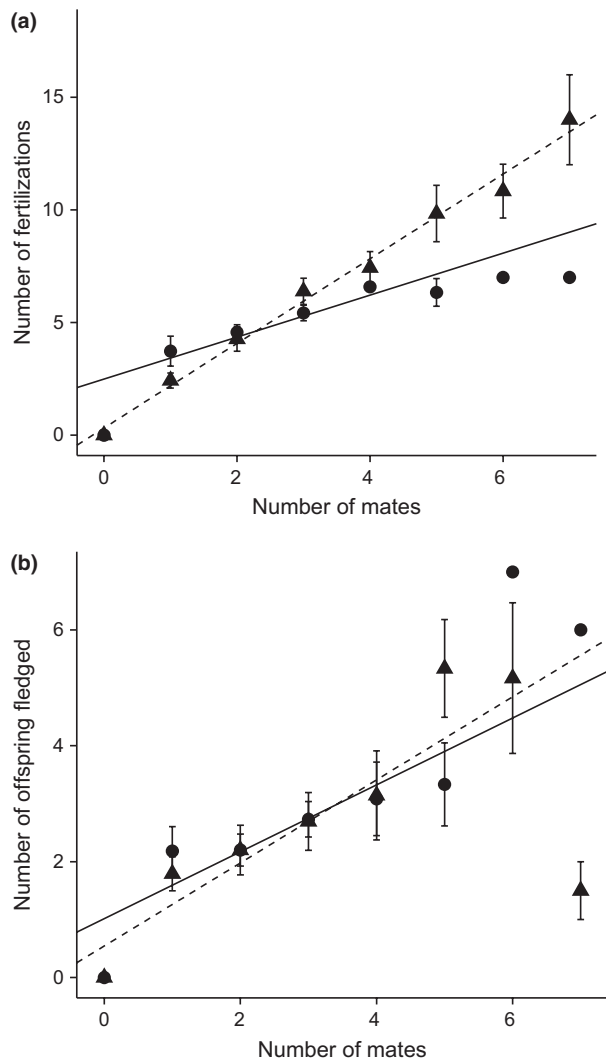 (a)
15
10
5
0
Number of fertilizations
0 2 4 6
Number of mates
(b)
6
4
2
0
Number of offspring fledged
0 2 4 6
Number of mates